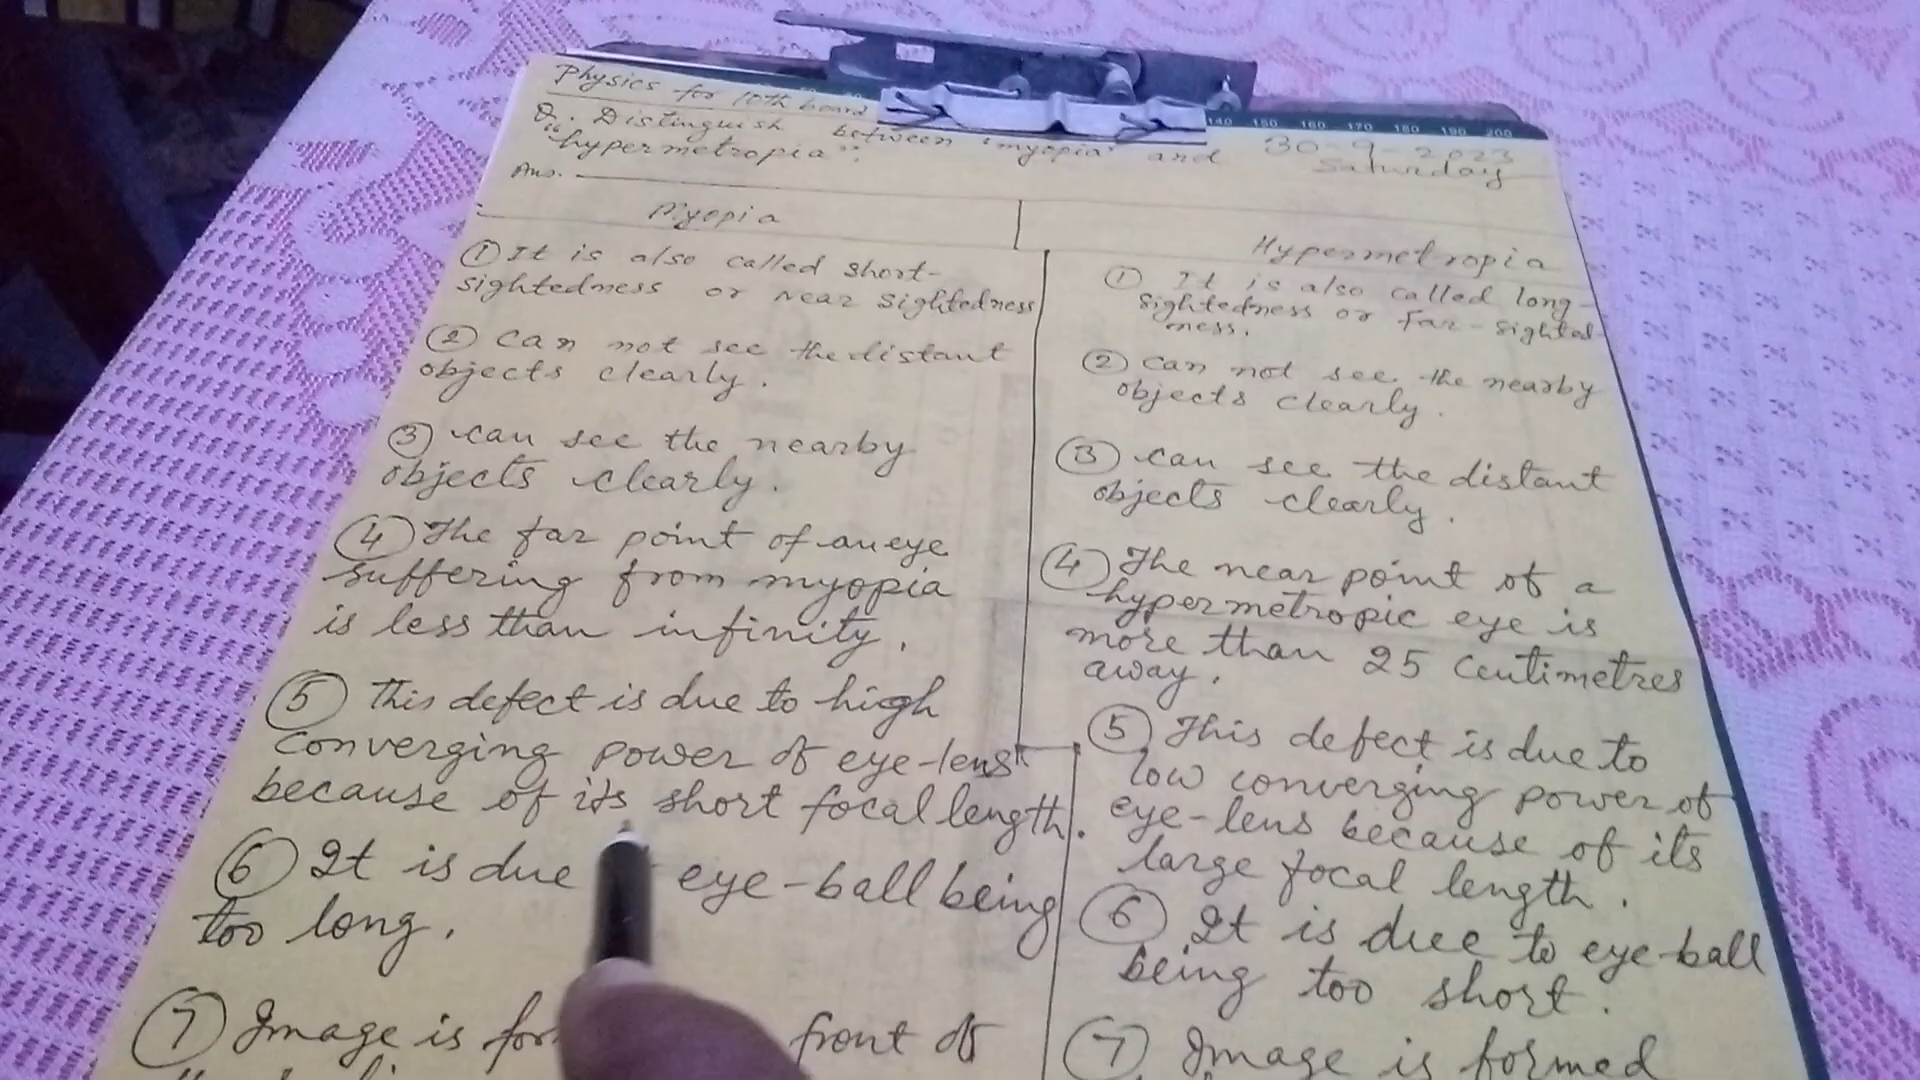 Physics for 10th board
140 150 160 170 180 190 200
Q.. Distinguish between "myopia" and
"hypermetropia".
30-9-2023
Saturday
Ans.
Myopia
① It is also called short-
sightedness or near sightedness
② Can not see the distant
objects clearly.
③ can see the nearby
objects clearly.
④ The far point of an eye
suffering from myopia
is less than infinity.
⑤ This defect is due to high
converging power of eye-lens
because of its short focal length.
⑥ It is due eye-ball being
too long.
⑦ Image is front of
Hypermetropia
① It is also called long-
sightedness or far-sighted-
ness.
② Can not see the nearby
objects clearly.
③ can see the distant
objects clearly.
④ The near point of a
hypermetropic eye is
more than 25 centimetres
away.
⑤ This defect is due to
low converging power of
eye-lens because of its
large focal length.
⑥ It is due to eye-ball
being too short.
⑦ Image is formed